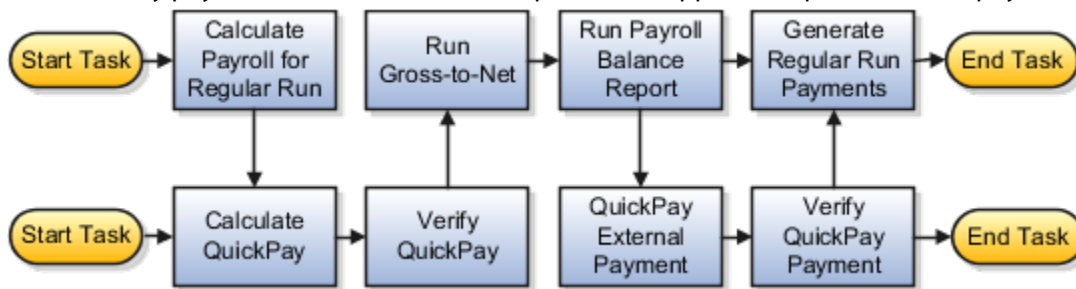 Start Task
Calculate
Payroll for
Regular Run
Run
Gross-to-Net
Run Payroll
Balance
Report
Generate
Regular Run
Payments
End Task
Start Task
Calculate
QuickPay
Verify
QuickPay
QuickPay
External
Payment
Verify
QuickPay
Payment
End Task